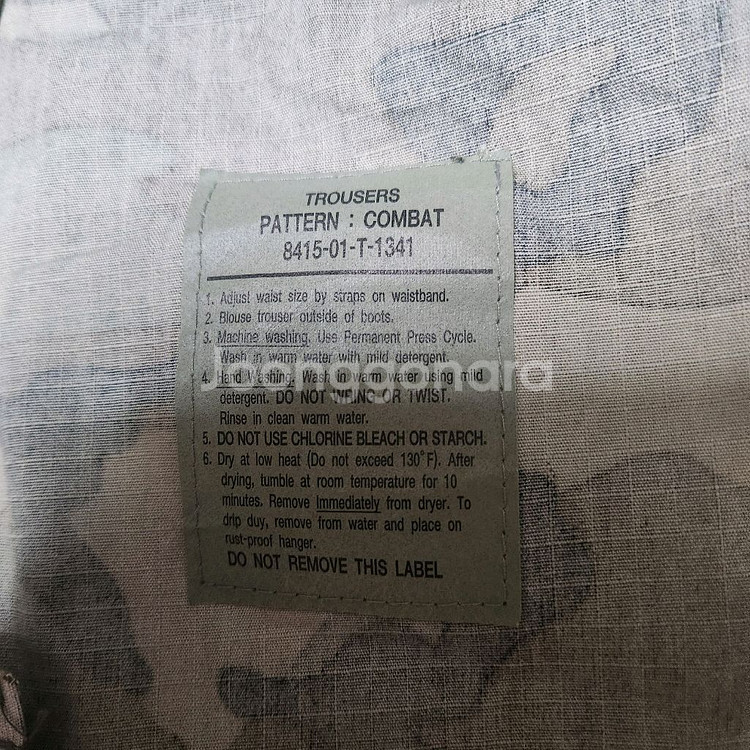 TROUSERS
PATTERN : COMBAT
8415-01-T-1341
1. Adjust waist size by straps on waistband.
2. Blouse trouser outside of boots.
3. Machine washing. Use Permanent Press Cycle.
Wash in warm water with mild detergent.
Joonggonara
4. Hand Washing. Wash in warm water using mild
detergent. DO NOT WEING OR TWIST.
Rinse in clean warm water.
5. DO NOT USE CHLORINE BLEACH OR STARCH.
6. Dry at low heat (Do not exceed 130°F). After
drying, tumble at room temperature for 10
minutes. Remove Immediately from dryer. To
drip duy, remove from water and place on
rust-proof hanger.
DO NOT REMOVE THIS LABEL